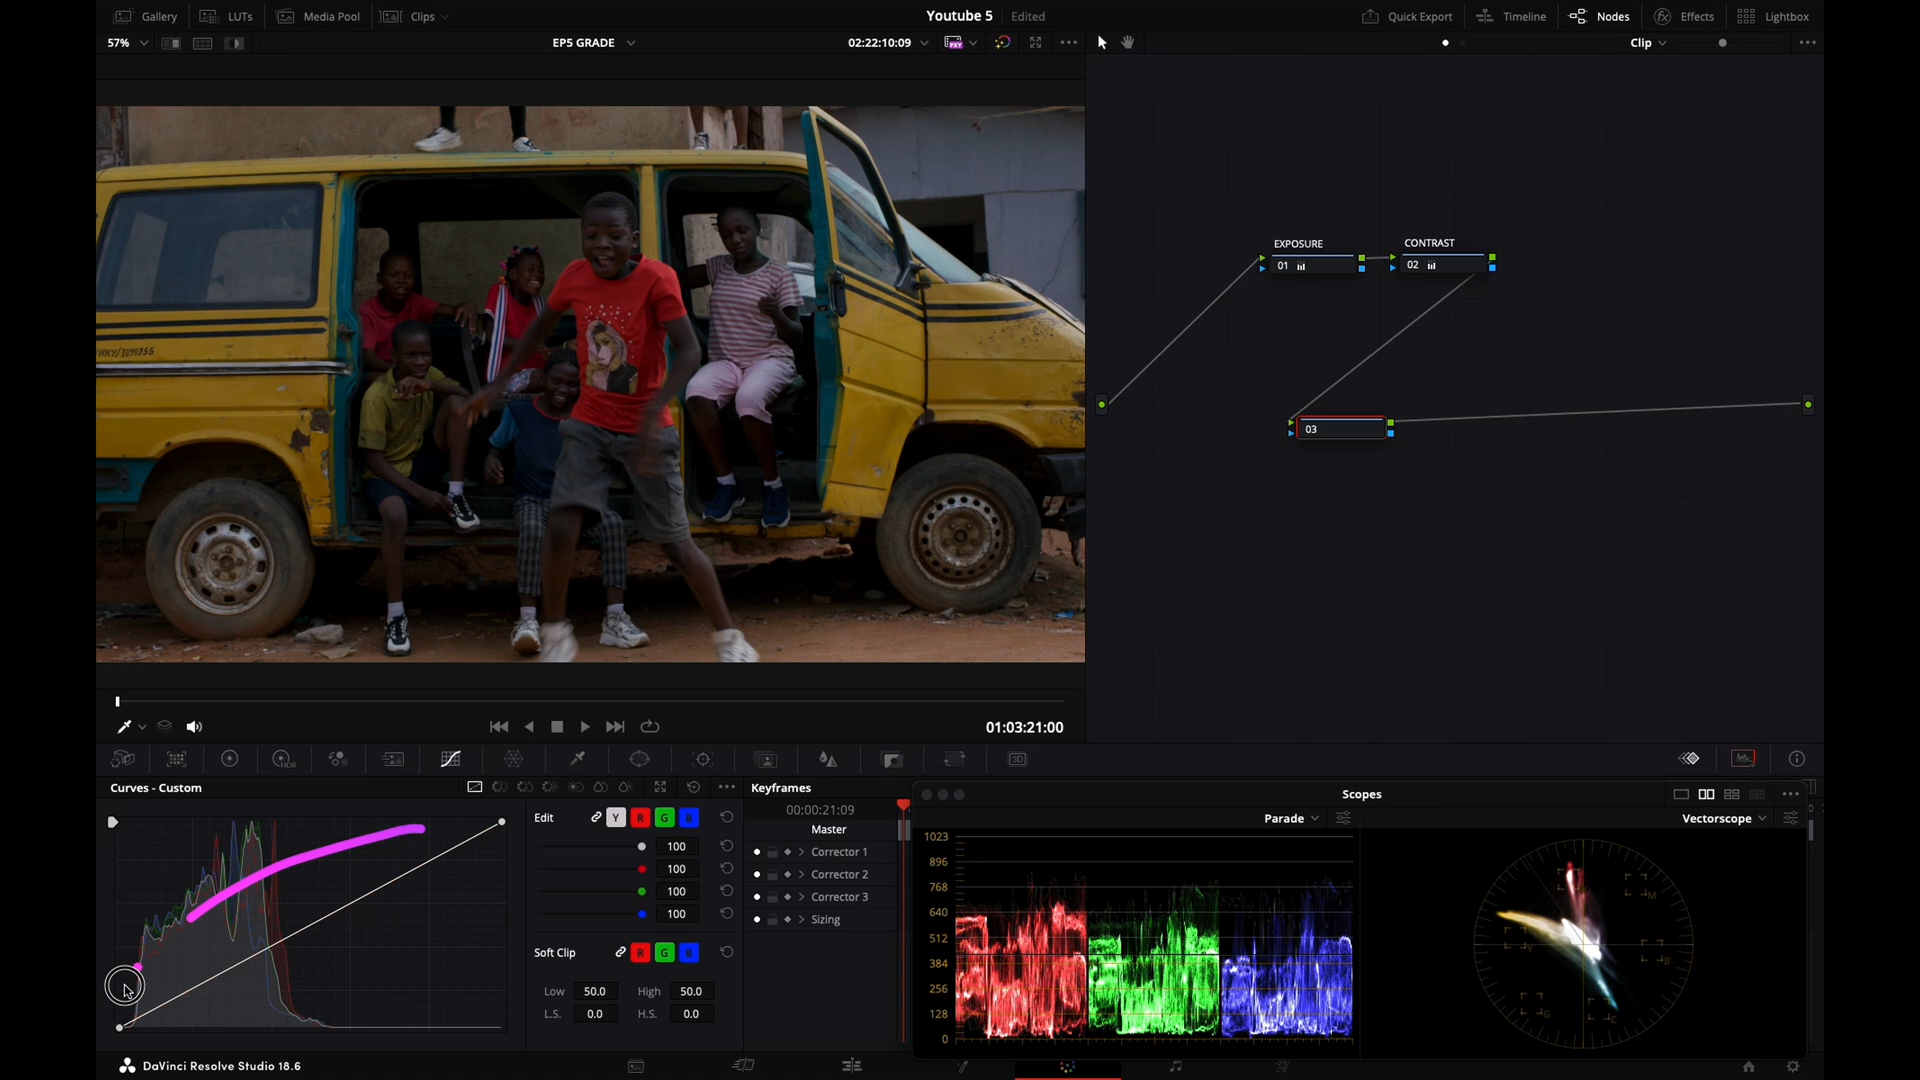 Gallery LUTs Media Pool Clips Youtube 5 Edited Quick Export Timeline Nodes Effects Lightbox
57% EP5 GRADE 02:22:10:09 PXY Clip
EXPOSURE CONTRAST
01 02
03
01:03:21:00
HDR 3D
Curves - Custom
Edit Y R G B
100
100
100
100
Soft Clip R G B
Low 50.0 High 50.0
L.S. 0.0 H.S. 0.0
Keyframes
00:00:21:09
Master
Corrector 1
Corrector 2
Corrector 3
Sizing
Scopes
Parade Vectorscope
1023
896
768
640
512
384
256
128
0
M
B
C
G
Y
DaVinci Resolve Studio 18.6